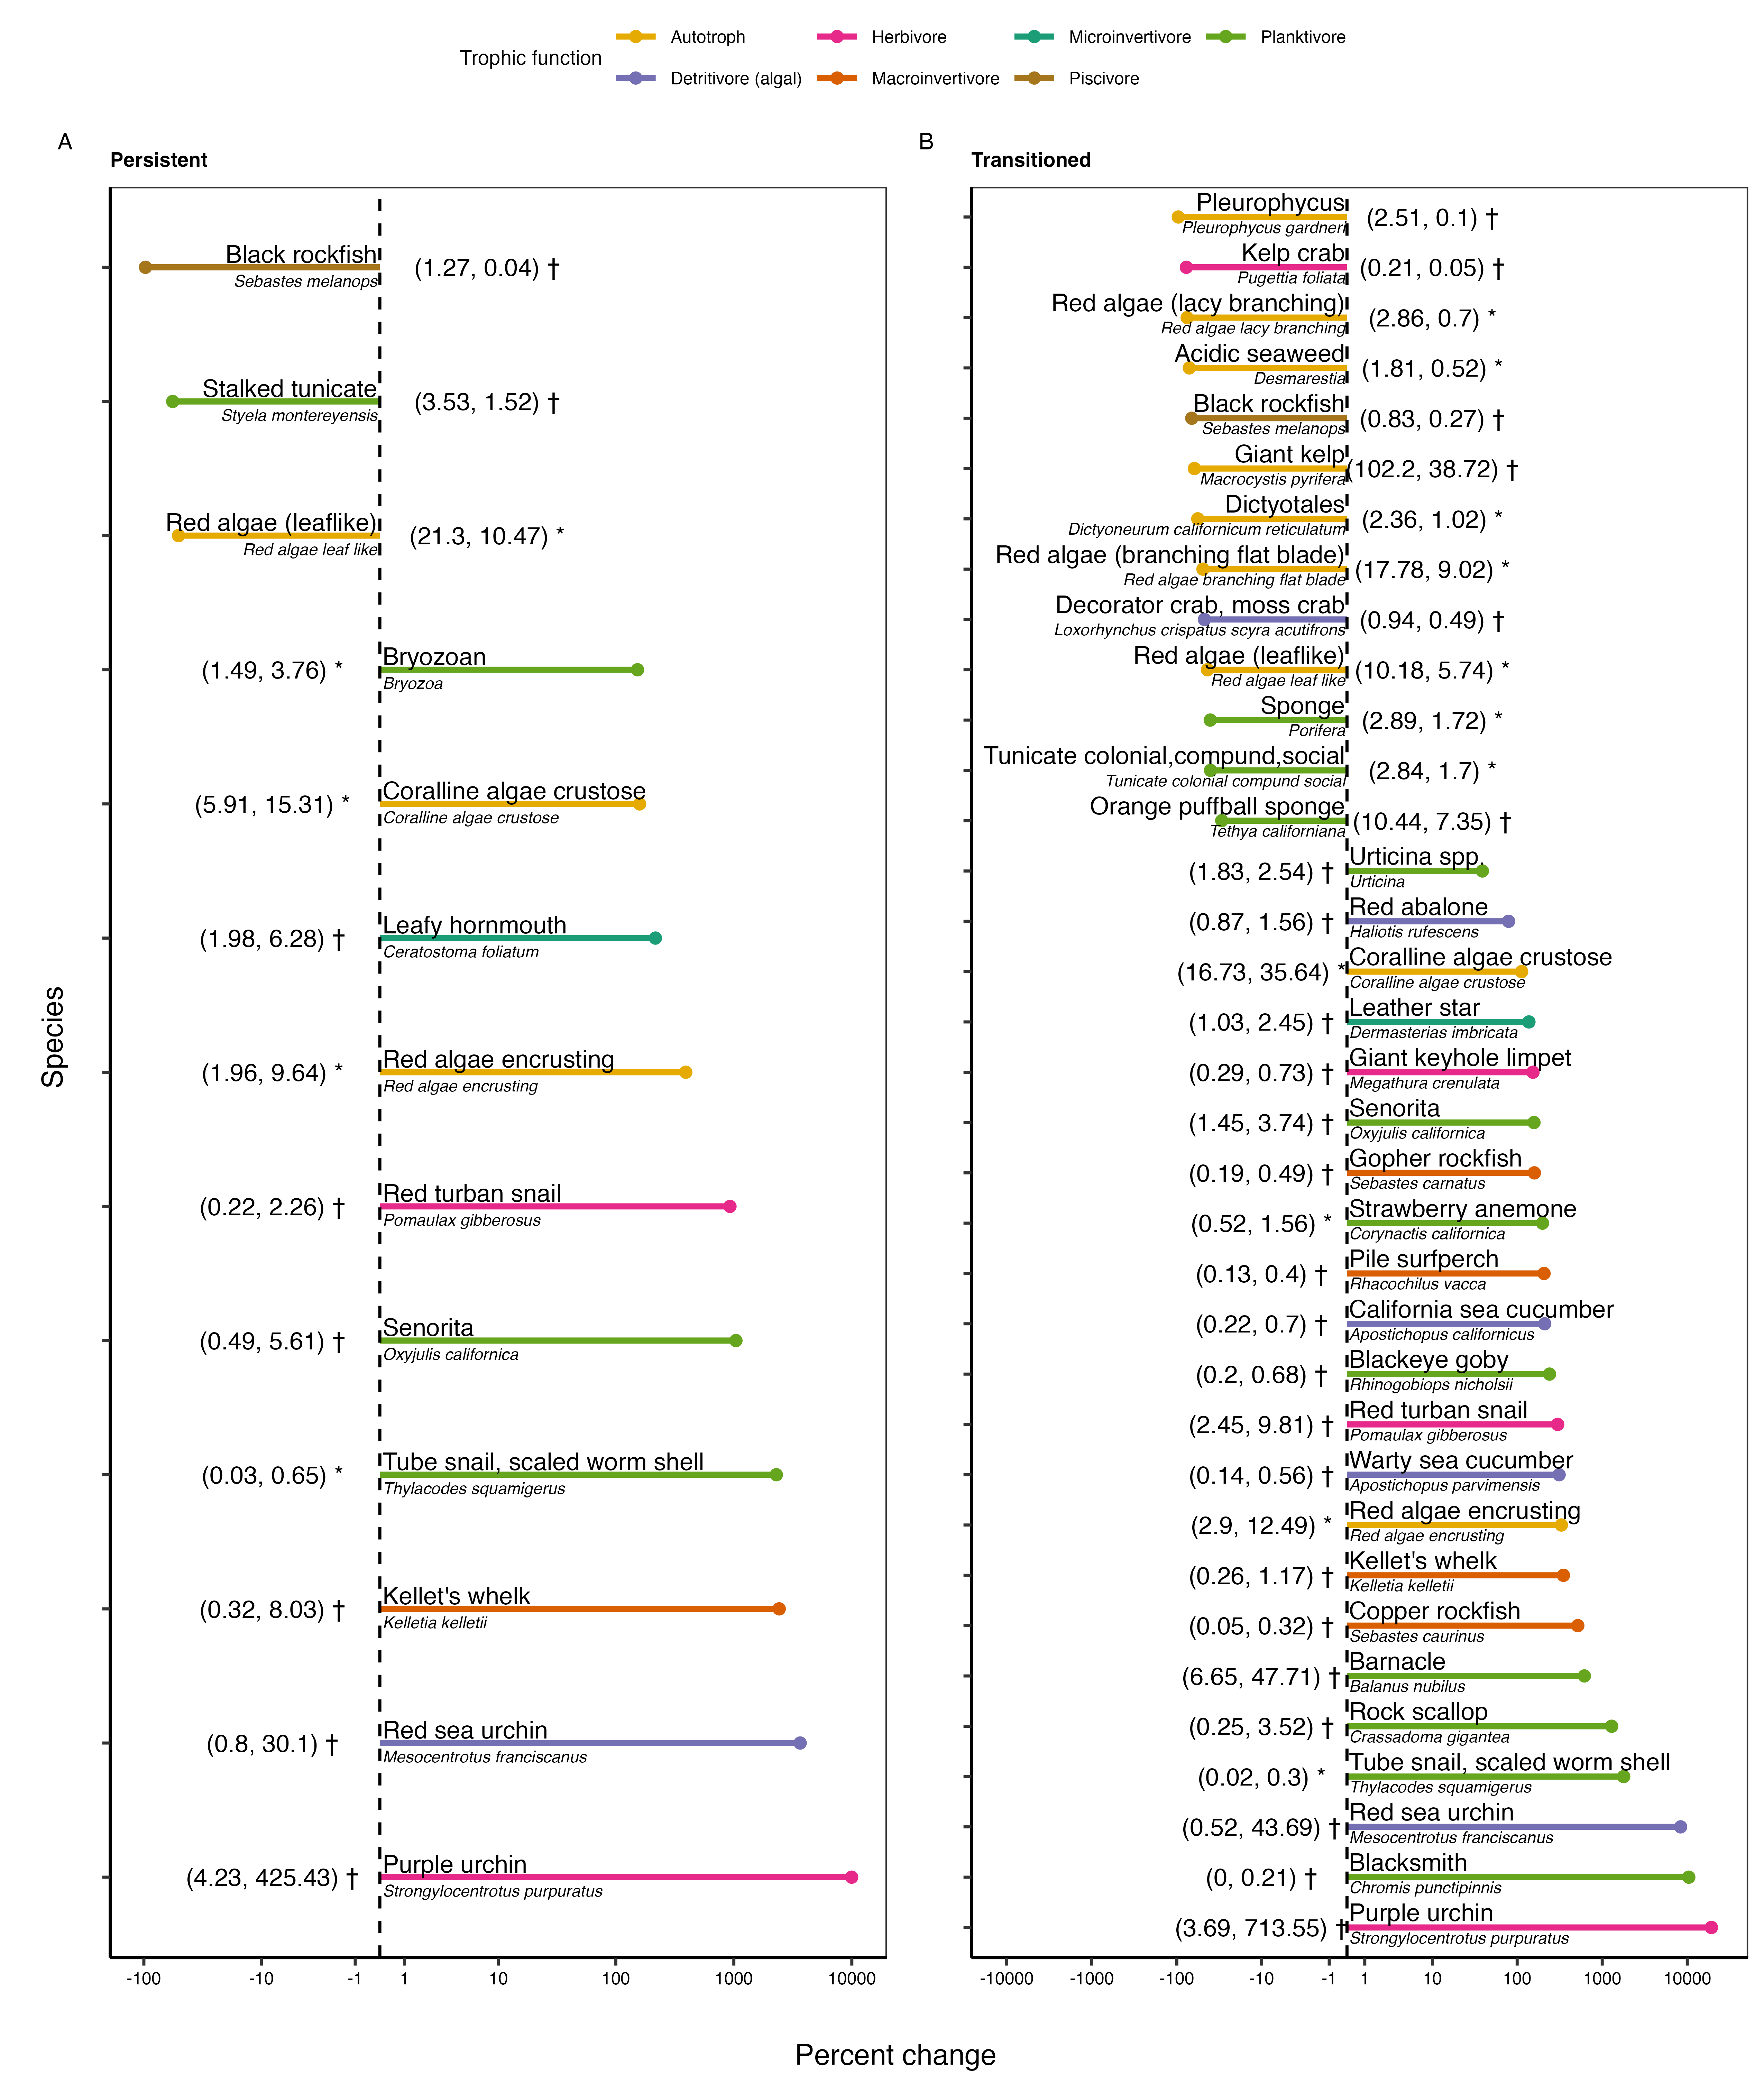 Trophic function
Autotroph
Herbivore
Microinvertivore
Planktivore
Detritivore (algal)
Macroinvertivore
Piscivore
A
Persistent
Species
Black rockfish
Sebastes melanops
(1.27, 0.04) †
Stalked tunicate
Styela montereyensis
(3.53, 1.52) †
Red algae (leaflike)
Red algae leaf like
(21.3, 10.47) *
(1.49, 3.76) *
Bryozoan
Bryozoa
(5.91, 15.31) *
Coralline algae crustose
Coralline algae crustose
(1.98, 6.28) †
Leafy hornmouth
Ceratostoma foliatum
(1.96, 9.64) *
Red algae encrusting
Red algae encrusting
(0.22, 2.26) †
Red turban snail
Pomaulax gibberosus
(0.49, 5.61) †
Senorita
Oxyjulis californica
(0.03, 0.65) *
Tube snail, scaled worm shell
Thylacodes squamigerus
(0.32, 8.03) †
Kellet's whelk
Kelletia kelletii
(0.8, 30.1) †
Red sea urchin
Mesocentrotus franciscanus
(4.23, 425.43) †
Purple urchin
Strongylocentrotus purpuratus
-100
-10
-1
1
10
100
1000
10000
B
Transitioned
Pleurophycus
Pleurophycus gardneri
(2.51, 0.1) †
Kelp crab
Pugettia foliata
(0.21, 0.05) †
Red algae (lacy branching)
Red algae lacy branching
(2.86, 0.7) *
Acidic seaweed
Desmarestia
(1.81, 0.52) *
Black rockfish
Sebastes melanops
(0.83, 0.27) †
Giant kelp
Macrocystis pyrifera
(102.2, 38.72) †
Dictyotales
Dictyoneurum californicum reticulatum
(2.36, 1.02) *
Red algae (branching flat blade)
Red algae branching flat blade
(17.78, 9.02) *
Decorator crab, moss crab
Loxorhynchus crispatus scyra acutifrons
(0.94, 0.49) †
Red algae (leaflike)
Red algae leaf like
(10.18, 5.74) *
Sponge
Porifera
(2.89, 1.72) *
Tunicate colonial,compund,social
Tunicate colonial compund social
(2.84, 1.7) *
Orange puffball sponge
Tethya californiana
(10.44, 7.35) †
(1.83, 2.54) †
Urticina spp.
Urticina
(0.87, 1.56) †
Red abalone
Haliotis rufescens
(16.73, 35.64) *
Coralline algae crustose
Coralline algae crustose
(1.03, 2.45) †
Leather star
Dermasterias imbricata
(0.29, 0.73) †
Giant keyhole limpet
Megathura crenulata
(1.45, 3.74) †
Senorita
Oxyjulis californica
(0.19, 0.49) †
Gopher rockfish
Sebastes carnatus
(0.52, 1.56) *
Strawberry anemone
Corynactis californica
(0.13, 0.4) †
Pile surfperch
Rhacochilus vacca
(0.22, 0.7) †
California sea cucumber
Apostichopus californicus
(0.2, 0.68) †
Blackeye goby
Rhinogobiops nicholsii
(2.45, 9.81) †
Red turban snail
Pomaulax gibberosus
(0.14, 0.56) †
Warty sea cucumber
Apostichopus parvimensis
(2.9, 12.49) *
Red algae encrusting
Red algae encrusting
(0.26, 1.17) †
Kellet's whelk
Kelletia kelletii
(0.05, 0.32) †
Copper rockfish
Sebastes caurinus
(6.65, 47.71) †
Barnacle
Balanus nubilus
(0.25, 3.52) †
Rock scallop
Crassadoma gigantea
(0.02, 0.3) *
Tube snail, scaled worm shell
Thylacodes squamigerus
(0.52, 43.69) †
Red sea urchin
Mesocentrotus franciscanus
(0, 0.21) †
Blacksmith
Chromis punctipinnis
(3.69, 713.55) †
Purple urchin
Strongylocentrotus purpuratus
-10000
-1000
-100
-10
-1
1
10
100
1000
10000
Percent change